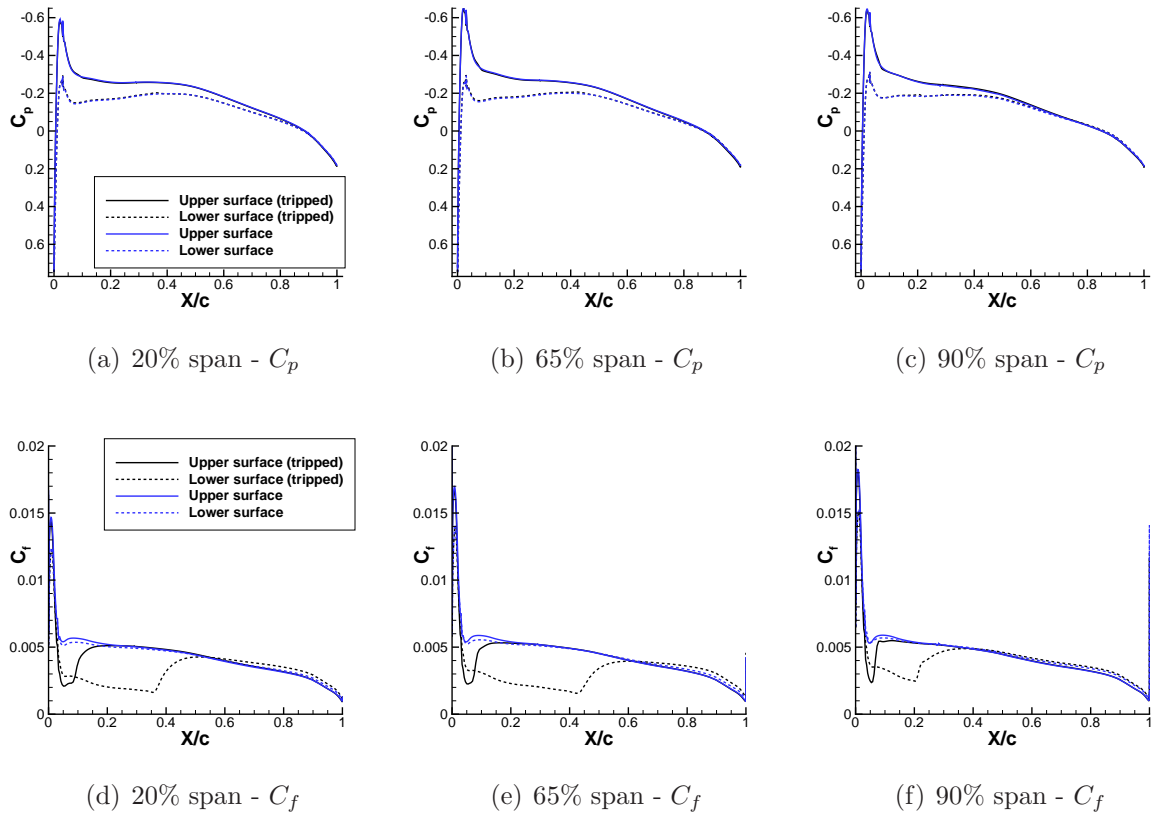 -0.6
-0.4
-0.2
0
0.2
0.4
0.6
Cp
0 0.2 0.4 0.6 0.8 1
X/c
Upper surface (tripped)
Lower surface (tripped)
Upper surface
Lower surface
(a) 20% span - Cp
-0.6
-0.4
-0.2
0
0.2
0.4
0.6
Cp
0 0.2 0.4 0.6 0.8 1
X/c
(b) 65% span - Cp
-0.6
-0.4
-0.2
0
0.2
0.4
0.6
Cp
0 0.2 0.4 0.6 0.8 1
X/c
(c) 90% span - Cp
0.02
0.015
0.01
0.005
0
Cf
0 0.2 0.4 0.6 0.8 1
X/c
Upper surface (tripped)
Lower surface (tripped)
Upper surface
Lower surface
(d) 20% span - Cf
0.02
0.015
0.01
0.005
0
Cf
0 0.2 0.4 0.6 0.8 1
X/c
(e) 65% span - Cf
0.02
0.015
0.01
0.005
0
Cf
0 0.2 0.4 0.6 0.8 1
X/c
(f) 90% span - Cf